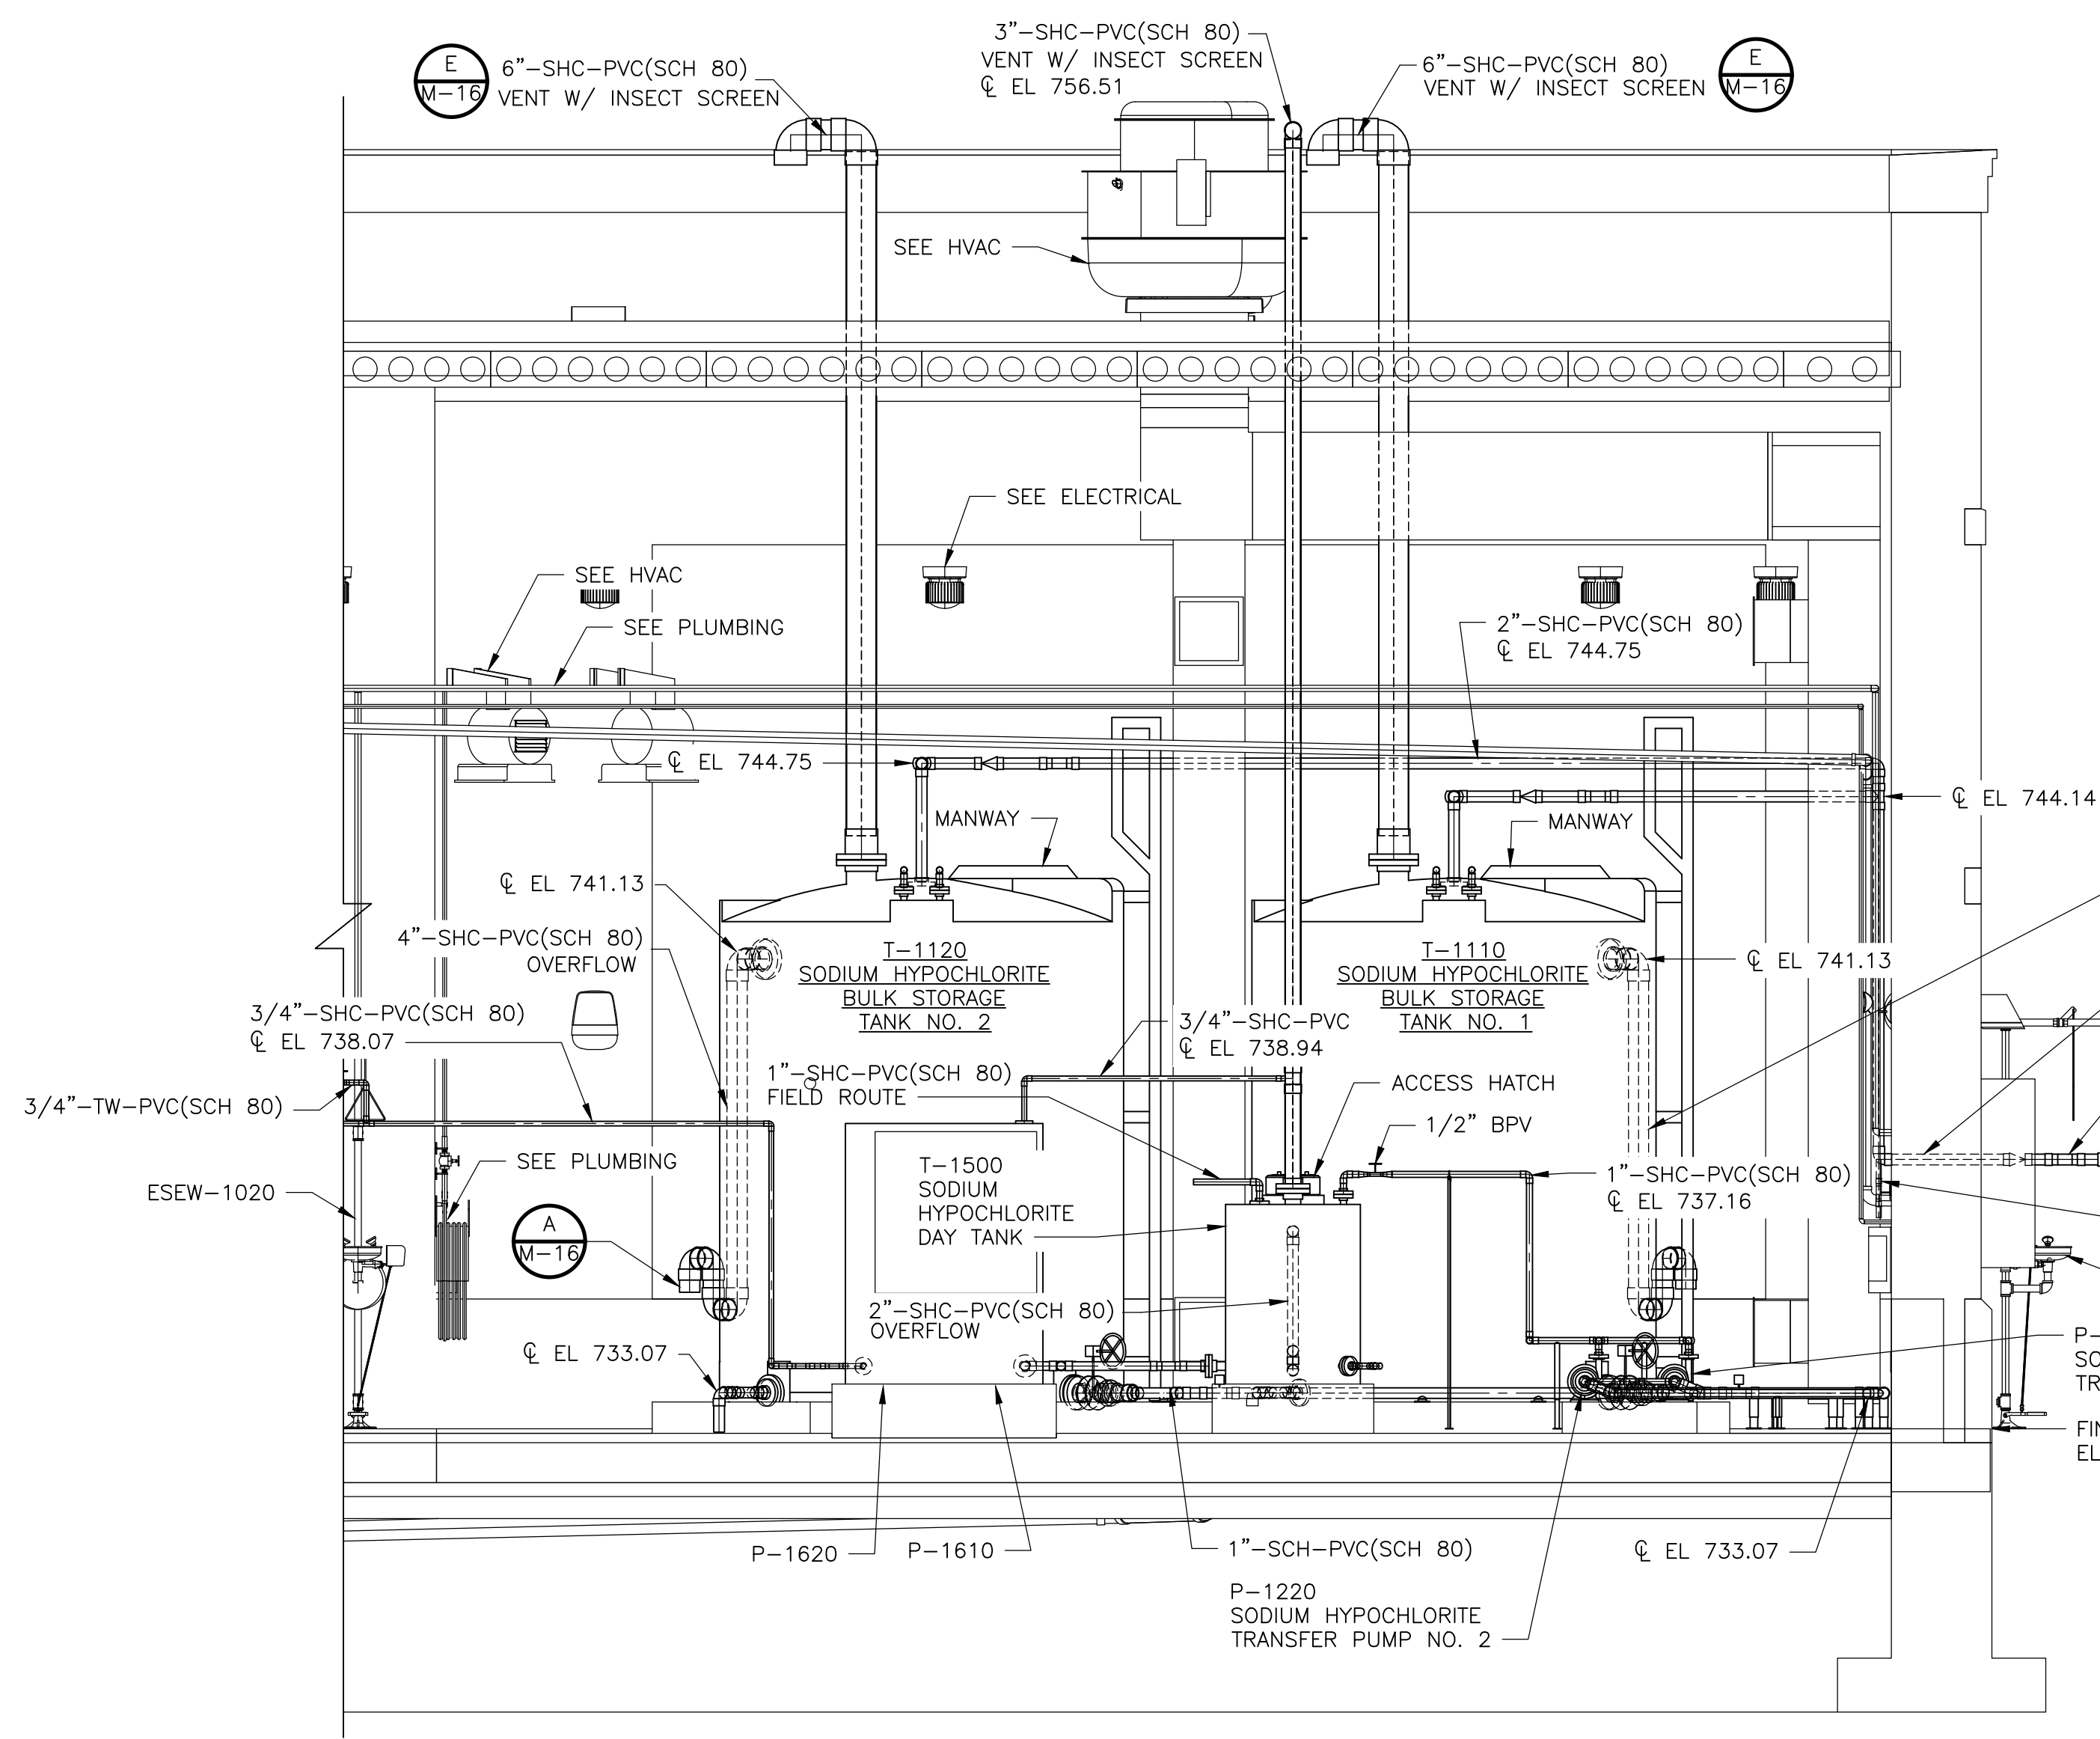 3”-SHC-PVC(SCH 80)
VENT W/ INSECT SCREEN
℄ EL 756.51
E
M-16
6”-SHC-PVC(SCH 80)
VENT W/ INSECT SCREEN
6”-SHC-PVC(SCH 80)
VENT W/ INSECT SCREEN
E
M-16
SEE HVAC
SEE ELECTRICAL
SEE HVAC
SEE PLUMBING
2”-SHC-PVC(SCH 80)
℄ EL 744.75
℄ EL 744.75
℄ EL 744.14
MANWAY
MANWAY
℄ EL 741.13
4”-SHC-PVC(SCH 80)
OVERFLOW
T-1120
SODIUM HYPOCHLORITE
BULK STORAGE
TANK NO. 2
T-1110
SODIUM HYPOCHLORITE
BULK STORAGE
TANK NO. 1
℄ EL 741.13
3/4”-SHC-PVC(SCH 80)
℄ EL 738.07
3/4”-SHC-PVC
℄ EL 738.94
1”-SHC-PVC(SCH 80)
FIELD ROUTE
ACCESS HATCH
3/4”-TW-PVC(SCH 80)
1/2” BPV
SEE PLUMBING
T-1500
SODIUM
HYPOCHLORITE
DAY TANK
1”-SHC-PVC(SCH 80)
℄ EL 737.16
ESEW-1020
A
M-16
2”-SHC-PVC(SCH 80)
OVERFLOW
℄ EL 733.07
P-
SO
TR
FIN
EL
P-1620
P-1610
1”-SCH-PVC(SCH 80)
℄ EL 733.07
P-1220
SODIUM HYPOCHLORITE
TRANSFER PUMP NO. 2